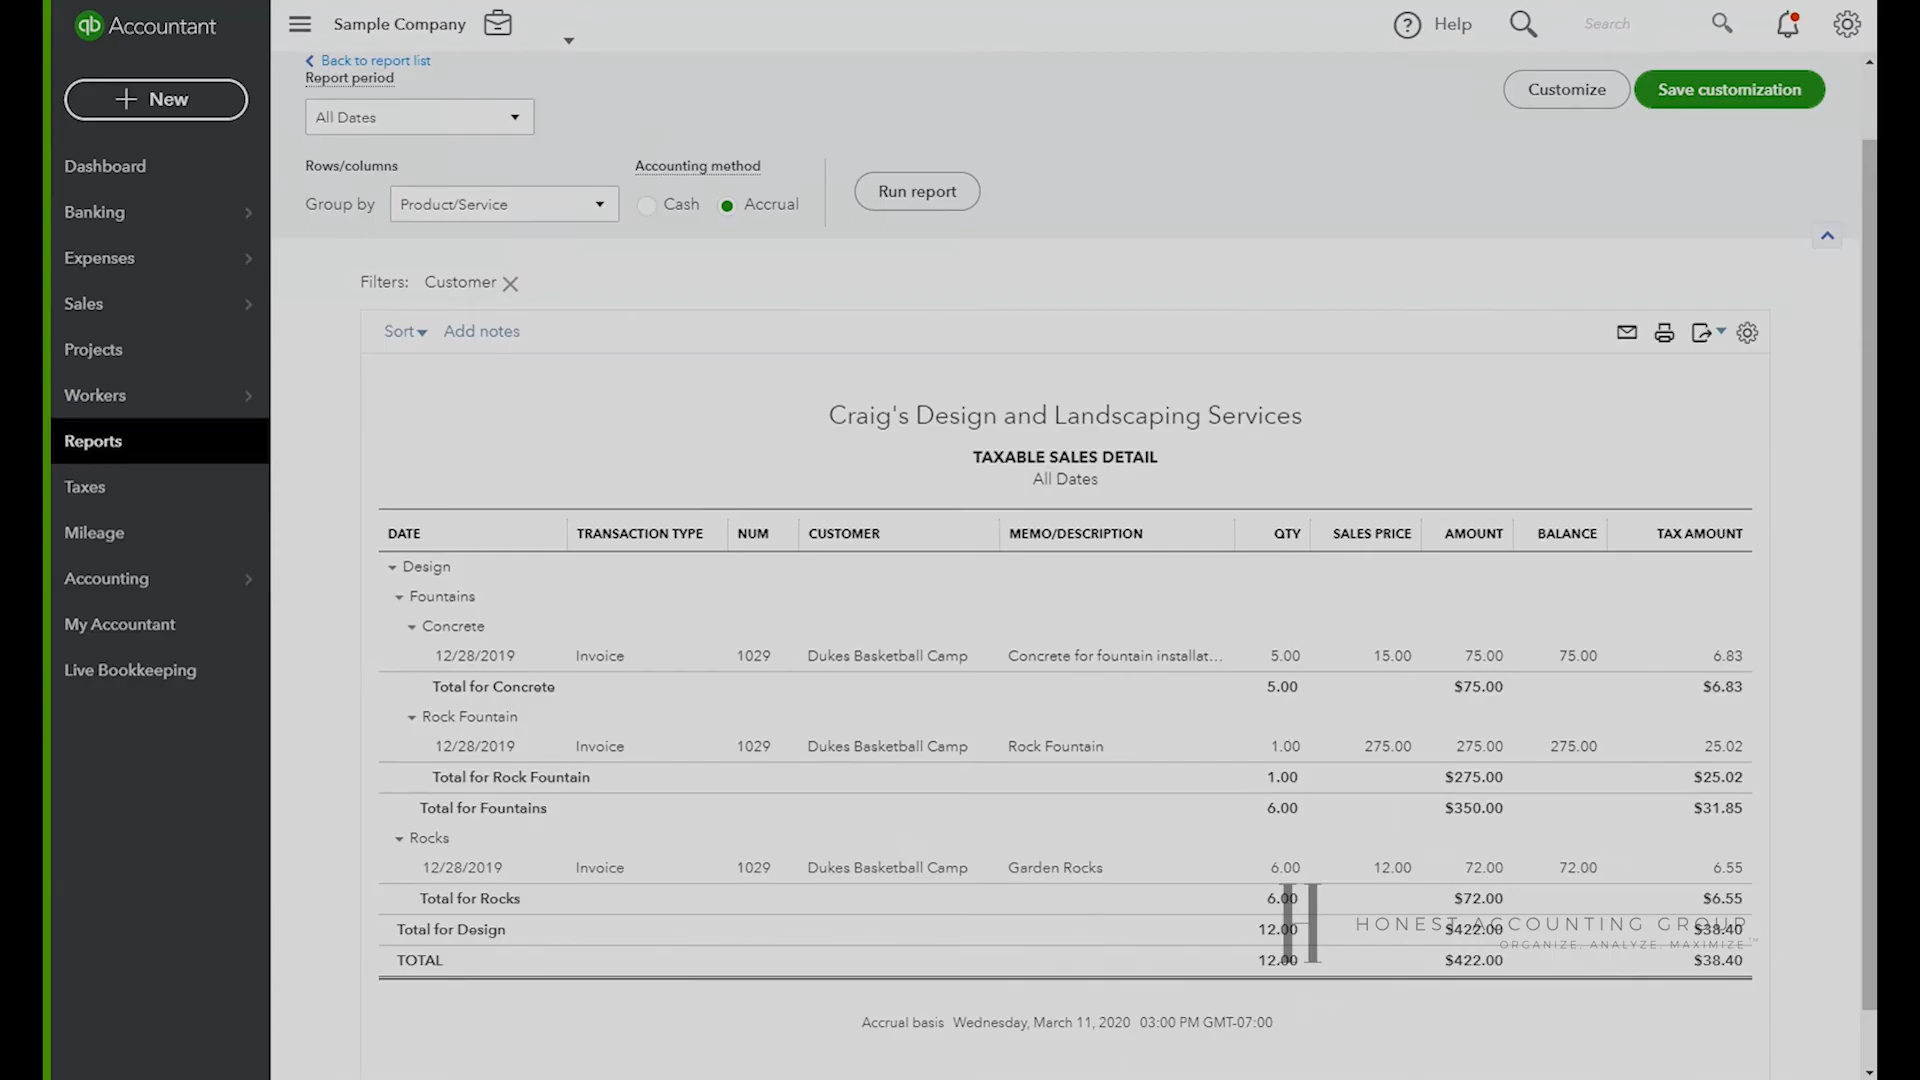 qb Accountant
Sample Company
Help
Search
New
Dashboard
Banking
Expenses
Sales
Projects
Workers
Reports
Taxes
Mileage
Accounting
My Accountant
Live Bookkeeping
Back to report list
Report period
All Dates
Customize
Save customization
Rows/columns
Accounting method
Group by Product/Service
Cash Accrual
Run report
Filters: Customer
Sort Add notes
Craig's Design and Landscaping Services
TAXABLE SALES DETAIL
All Dates
DATE TRANSACTION TYPE NUM CUSTOMER MEMO/DESCRIPTION QTY SALES PRICE AMOUNT BALANCE TAX AMOUNT
Design
Fountains
Concrete
12/28/2019 Invoice 1029 Dukes Basketball Camp Concrete for fountain installat... 5.00 15.00 75.00 75.00 6.83
Total for Concrete 5.00 $75.00 $6.83
Rock Fountain
12/28/2019 Invoice 1029 Dukes Basketball Camp Rock Fountain 1.00 275.00 275.00 275.00 25.02
Total for Rock Fountain 1.00 $275.00 $25.02
Total for Fountains 6.00 $350.00 $31.85
Rocks
12/28/2019 Invoice 1029 Dukes Basketball Camp Garden Rocks 6.00 12.00 72.00 72.00 6.55
Total for Rocks 6.00 $72.00 $6.55
Total for Design 12.00 $422.00 $38.40
TOTAL 12.00 $422.00 $38.40
H HONEST ACCOUNTING GROUP
ORGANIZE. ANALYZE. MAXIMIZE™
Accrual basis Wednesday, March 11, 2020 03:00 PM GMT-07:00